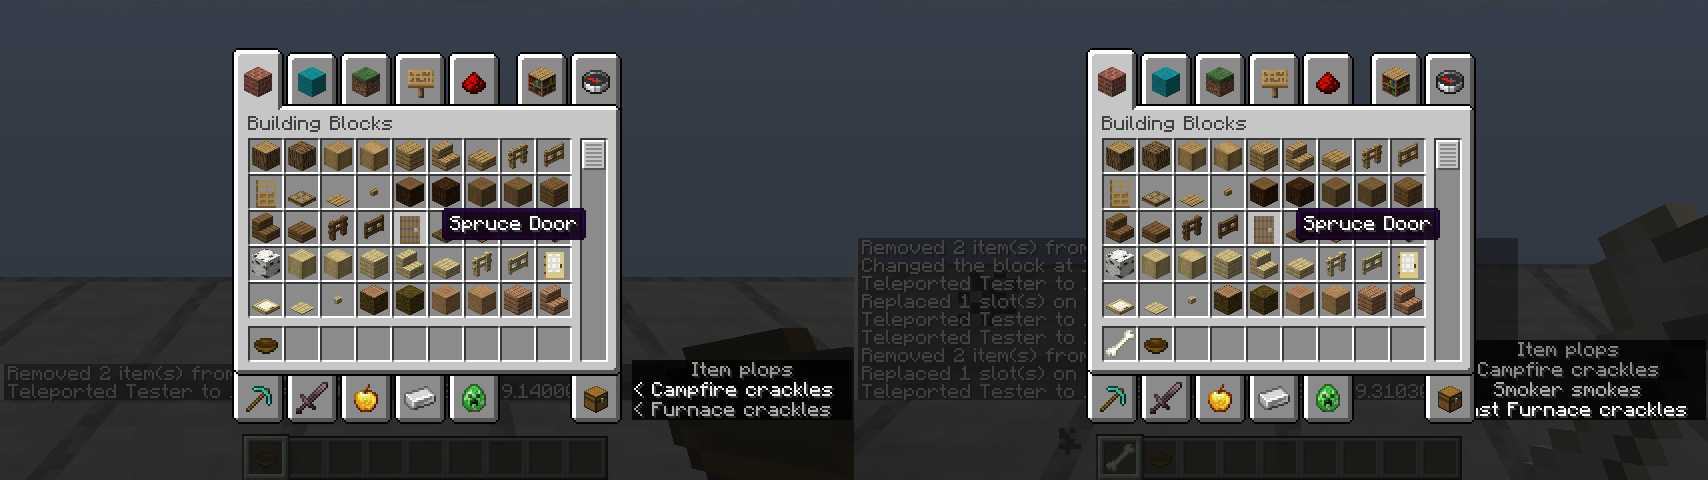 Building Blocks
Spruce Door
Removed 2 item(s) from
Teleported Tester to .
9.1400
Item plops
< Campfire crackles
< Furnace crackles
Building Blocks
Spruce Door
Removed 2 item(s) from
Changed the block at .
Teleported Tester to .
Replaced 1 slot(s) on
Teleported Tester to .
Teleported Tester to .
Removed 2 item(s) from
Replaced 1 slot(s) on
Teleported Tester to .
9.3103
Item plops
Campfire crackles
Smoker smokes
ast Furnace crackles